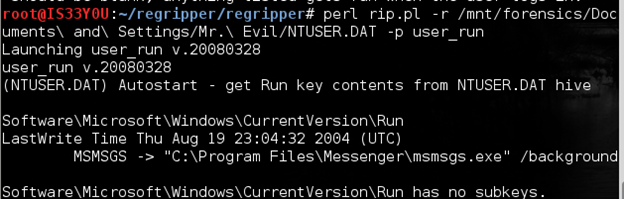 root@IS33Y0U:~/regripper/regripper# perl rip.pl -r /mnt/forensics/Doc
uments\ and\ Settings/Mr.\ Evil/NTUSER.DAT -p user_run
Launching user_run v.20080328
user_run v.20080328
(NTUSER.DAT) Autostart - get Run key contents from NTUSER.DAT hive
Software\Microsoft\Windows\CurrentVersion\Run
LastWrite Time Thu Aug 19 23:04:32 2004 (UTC)
MSMSGS -> "C:\Program Files\Messenger\msmsgs.exe" /background
Software\Microsoft\Windows\CurrentVersion\Run has no subkeys.